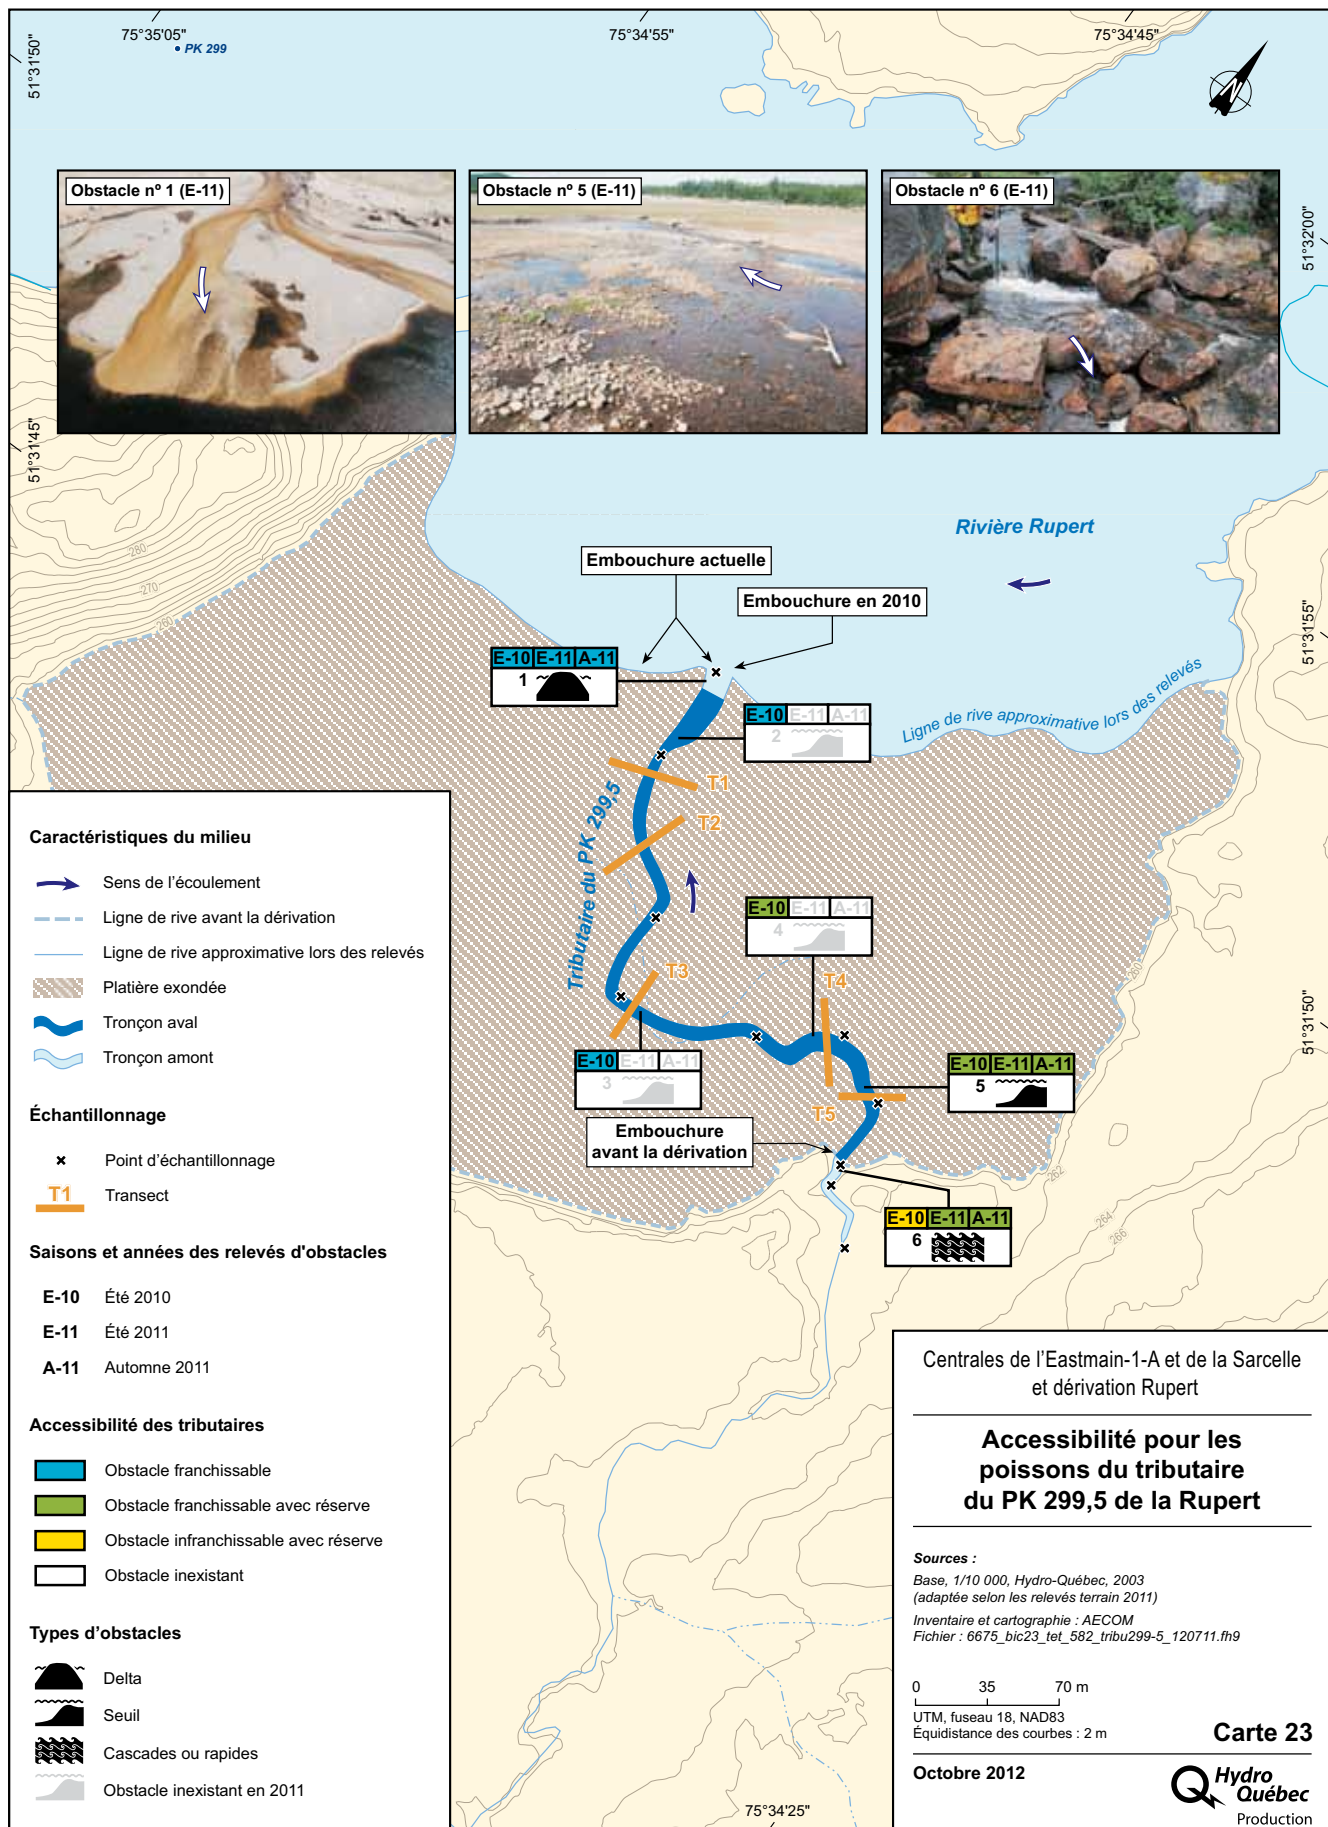 75°35'05"
75°34'55"
75°34'45"
51°31'50"
PK 299
51°32'00"
Obstacle nº 1 (E-11)
Obstacle nº 5 (E-11)
Obstacle nº 6 (E-11)
51°31'45"
Rivière Rupert
280
270
260
Embouchure actuelle
Embouchure en 2010
51°31'55"
E-10 E-11 A-11
1
E-10 E-11 A-11
2
Ligne de rive approximative lors des relevés
T1
T2
Tributaire du PK 299,5
E-10 E-11 A-11
4
T3
T4
260
51°31'50"
E-10 E-11 A-11
3
E-10 E-11 A-11
5
T5
Embouchure
avant la dérivation
262
264
266
E-10 E-11 A-11
6
Caractéristiques du milieu
Sens de l'écoulement
Ligne de rive avant la dérivation
Ligne de rive approximative lors des relevés
Platière exondée
Tronçon aval
Tronçon amont
Échantillonnage
Point d'échantillonnage
T1 Transect
Saisons et années des relevés d'obstacles
E-10 Été 2010
E-11 Été 2011
A-11 Automne 2011
Accessibilité des tributaires
Obstacle franchissable
Obstacle franchissable avec réserve
Obstacle infranchissable avec réserve
Obstacle inexistant
Types d'obstacles
Delta
Seuil
Cascades ou rapides
Obstacle inexistant en 2011
75°34'25"
Centrales de l'Eastmain-1-A et de la Sarcelle
et dérivation Rupert
Accessibilité pour les
poissons du tributaire
du PK 299,5 de la Rupert
Sources :
Base, 1/10 000, Hydro-Québec, 2003
(adaptée selon les relevés terrain 2011)
Inventaire et cartographie : AECOM
Fichier : 6675_bic23_tet_582_tribu299-5_120711.fh9
0 35 70 m
UTM, fuseau 18, NAD83
Équidistance des courbes : 2 m
Carte 23
Octobre 2012
Hydro
Québec
Production